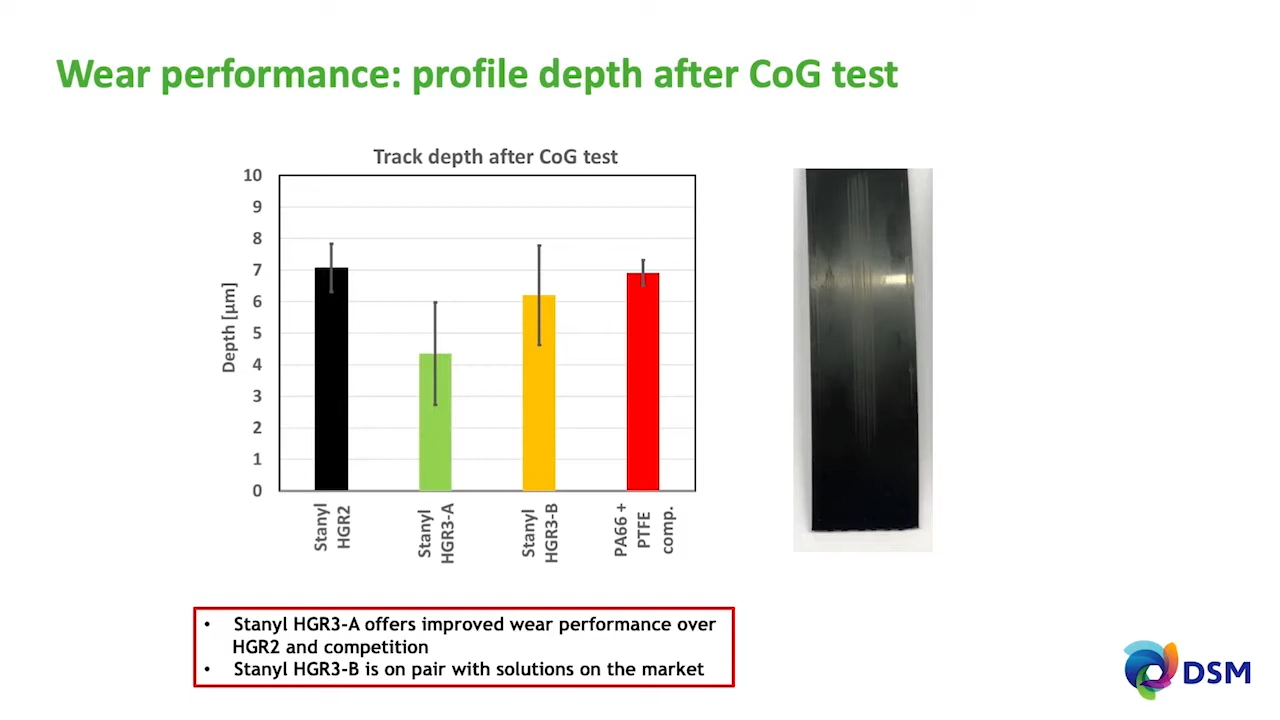 Wear performance: profile depth after CoG test
Track depth after CoG test
10
9
8
7
6
5
4
3
2
1
0
Depth [µm]
Stanyl
HGR2
Stanyl
HGR3-A
Stanyl
HGR3-B
PA66 +
PTFE
comp.
• Stanyl HGR3-A offers improved wear performance over
HGR2 and competition
• Stanyl HGR3-B is on pair with solutions on the market
DSM